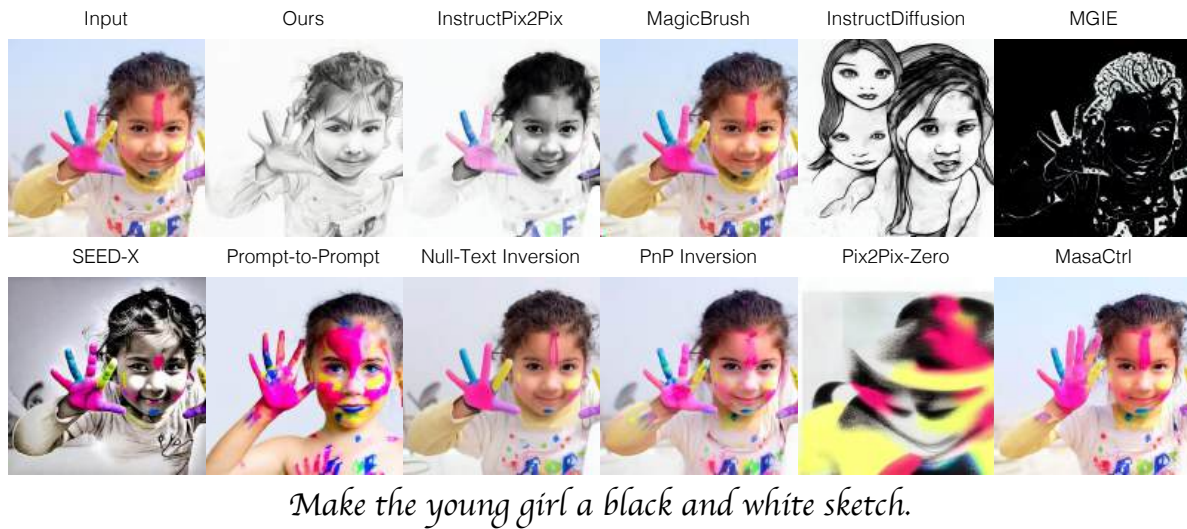 Input Ours InstructPix2Pix MagicBrush InstructDiffusion MGIE
SEED-X Prompt-to-Prompt Null-Text Inversion PnP Inversion Pix2Pix-Zero MasaCtrl
Make the young girl a black and white sketch.